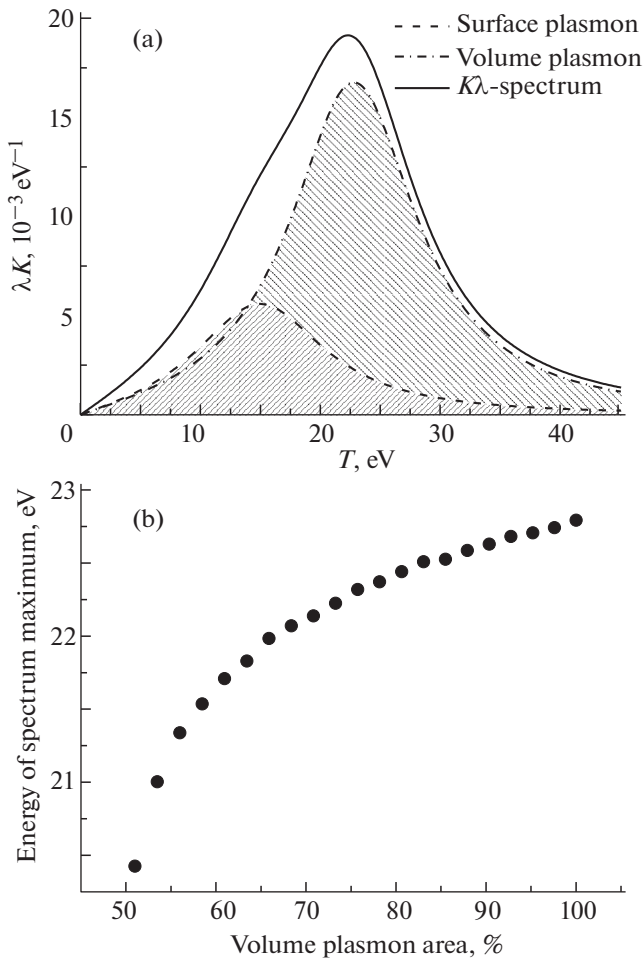 20
(a)
Surface plasmon
Volume plasmon
Kλ-spectrum
15
10
5
λK, 10⁻³ eV⁻¹
0
10
20
30
40
T, eV
23
(b)
22
21
Energy of spectrum maximum, eV
50
60
70
80
90
100
Volume plasmon area, %